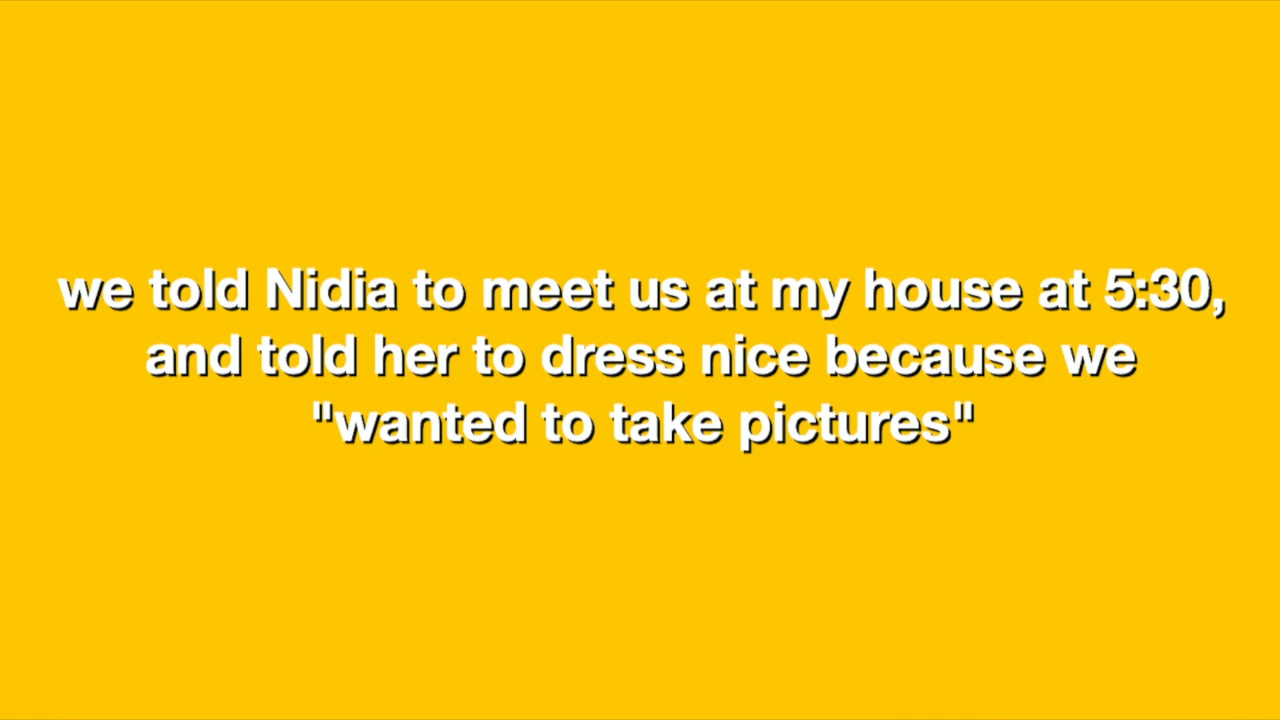 we told Nidia to meet us at my house at 5:30,
and told her to dress nice because we
"wanted to take pictures"